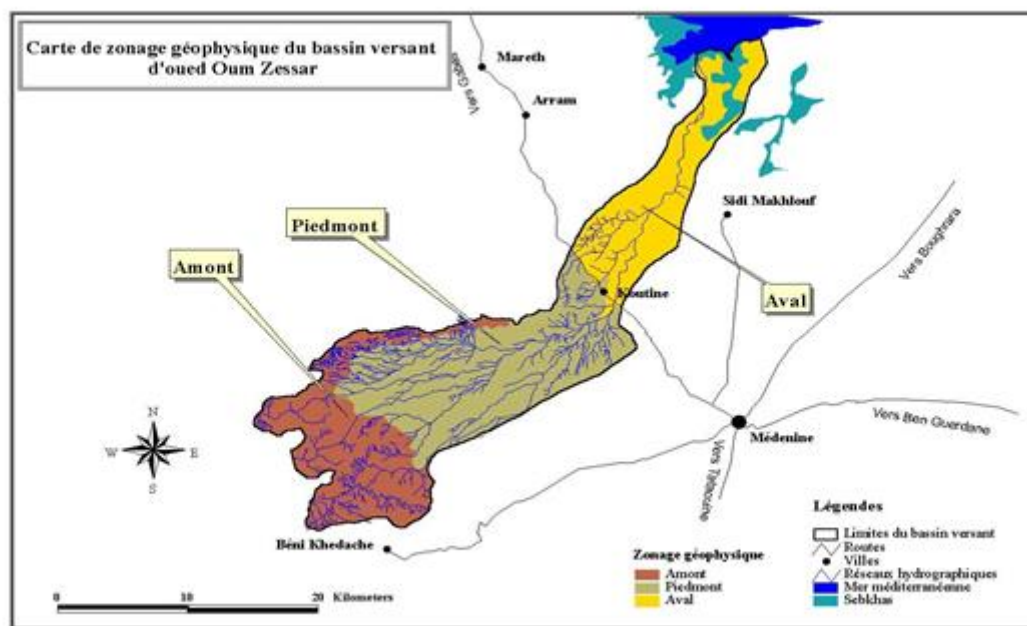 Carte de zonage géophysique du bassin versant
d'oued Oum Zessar
Mareth
Vers Gabès
Arram
Sidi Makhlouf
Piedmont
Amont
Vers Boughrara
Koutine
Aval
N
W E
S
Médenine
Vers Ben Guerdane
Vers Tataouine
Béni Khedache
Légendes
Limites du bassin versant
Routes
Villes
Réseaux hydrographiques
Mer méditerranéenne
Sebkhas
Zonage géophysique
Amont
Piedmont
Aval
0 10 20 Kilometers